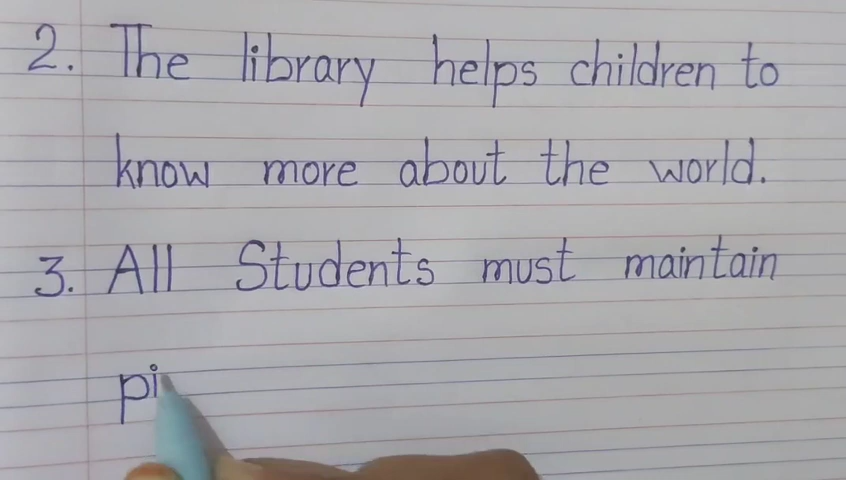 2. The library helps children to
know more about the world.
3. All Students must maintain
pi